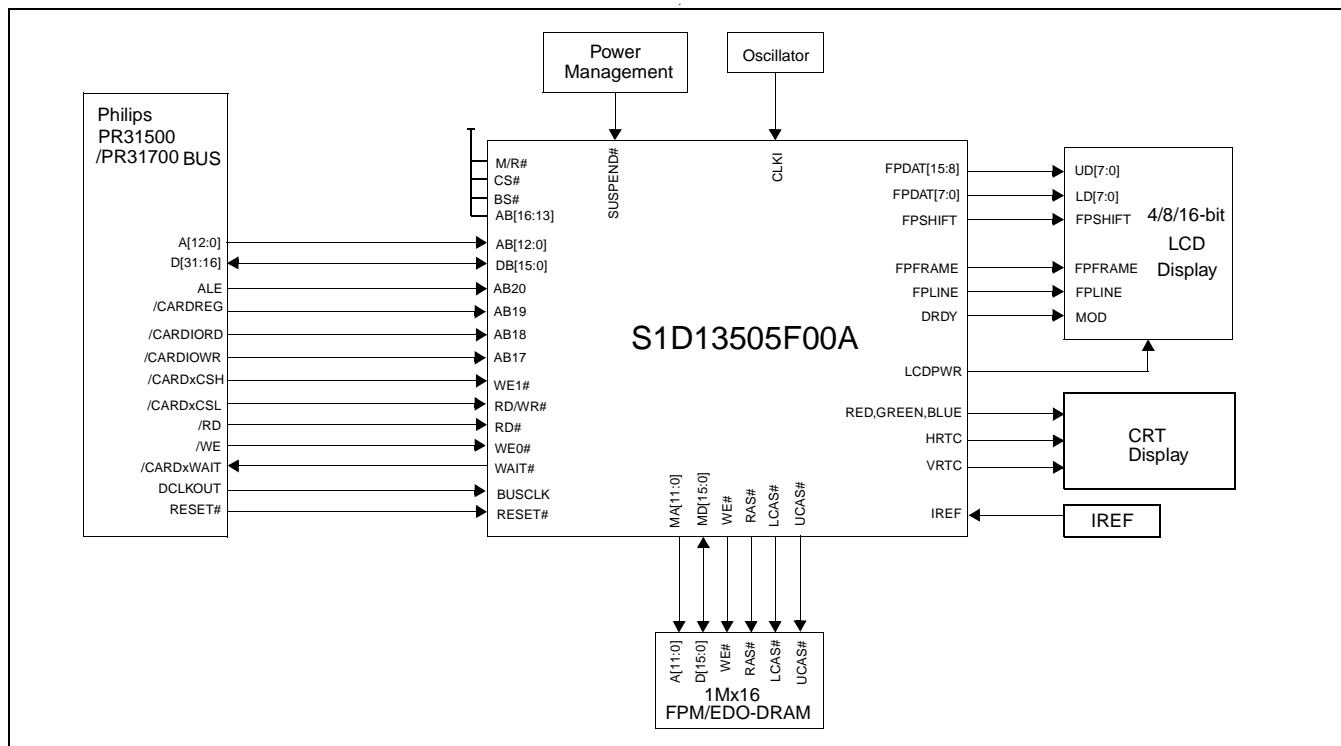 Power
Management
Oscillator
Philips
PR31500
/PR31700 BUS
A[12:0]
D[31:16]
ALE
/CARDREG
/CARDIORD
/CARDIOWR
/CARDxCSH
/CARDxCSL
/RD
/WE
/CARDxWAIT
DCLKOUT
RESET#
SUSPEND#
CLKI
M/R#
CS#
BS#
AB[16:13]
AB[12:0]
DB[15:0]
AB20
AB19
AB18
AB17
WE1#
RD/WR#
RD#
WE0#
WAIT#
BUSCLK
RESET#
S1D13505F00A
FPDAT[15:8]
FPDAT[7:0]
FPSHIFT
FPFRAME
FPLINE
DRDY
LCDPWR
RED,GREEN,BLUE
HRTC
VRTC
IREF
UD[7:0]
LD[7:0]
FPSHIFT
FPFRAME
FPLINE
MOD
4/8/16-bit
LCD
Display
CRT
Display
IREF
MA[11:0]
MD[15:0]
WE#
RAS#
LCAS#
UCAS#
A[11:0]
D[15:0]
WE#
RAS#
LCAS#
UCAS#
1Mx16
FPM/EDO-DRAM